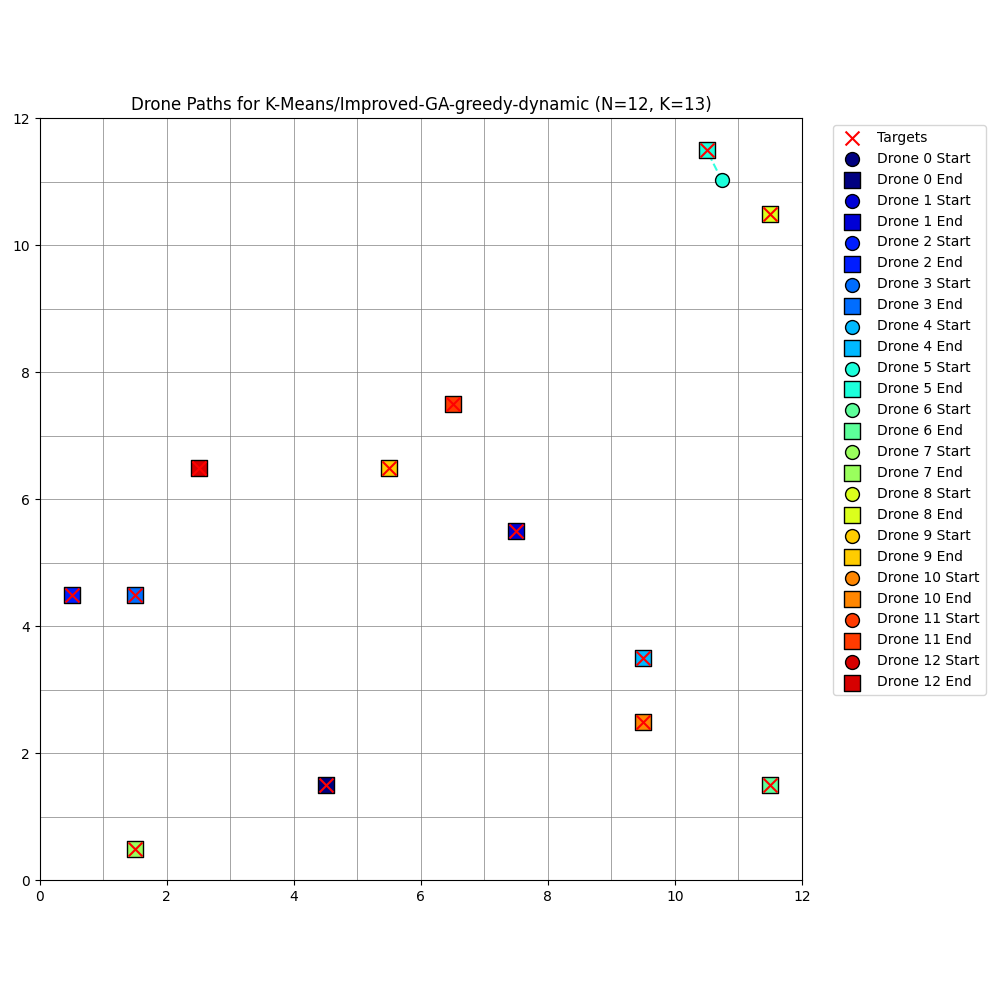 Drone Paths for K-Means/Improved-GA-greedy-dynamic (N=12, K=13)
12
10
8
6
4
2
0
0 2 4 6 8 10 12
Targets
Drone 0 Start
Drone 0 End
Drone 1 Start
Drone 1 End
Drone 2 Start
Drone 2 End
Drone 3 Start
Drone 3 End
Drone 4 Start
Drone 4 End
Drone 5 Start
Drone 5 End
Drone 6 Start
Drone 6 End
Drone 7 Start
Drone 7 End
Drone 8 Start
Drone 8 End
Drone 9 Start
Drone 9 End
Drone 10 Start
Drone 10 End
Drone 11 Start
Drone 11 End
Drone 12 Start
Drone 12 End